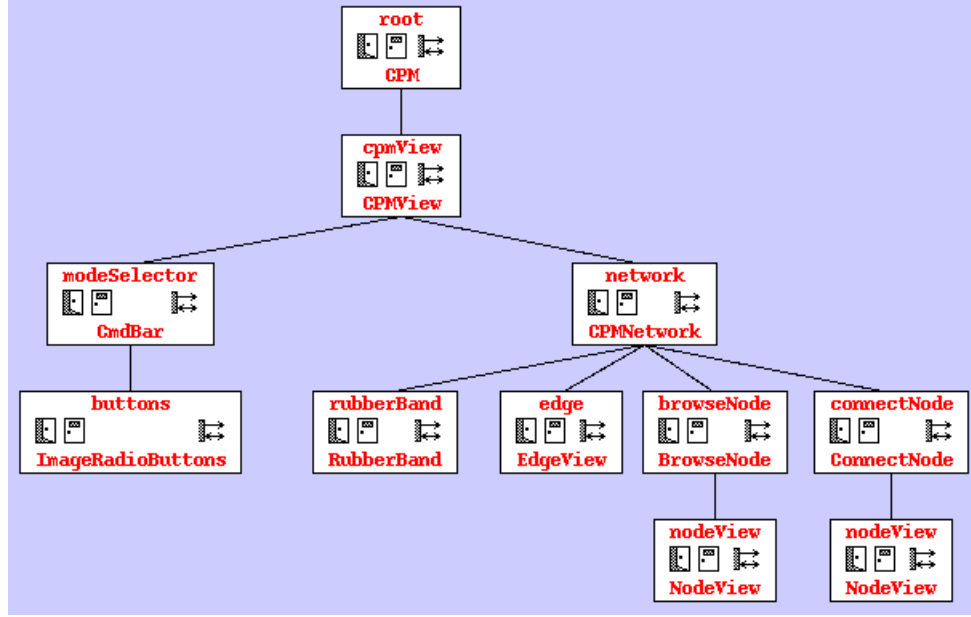 root
CPM
cpmView
CPMView
modeSelector
CmdBar
network
CPMNetwork
buttons
ImageRadioButtons
rubberBand
RubberBand
edge
EdgeView
browseNode
BrowseNode
connectNode
ConnectNode
nodeView
NodeView
nodeView
NodeView